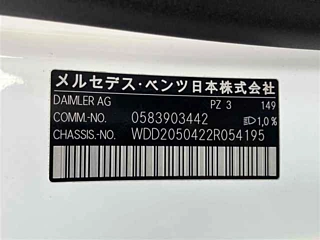 メルセデス・ベンツ日本株式会社
DAIMLER AG PZ 3 149
COMM.-NO. 0583903442 1,0%
CHASSIS.-NO. WDD2050422R054195